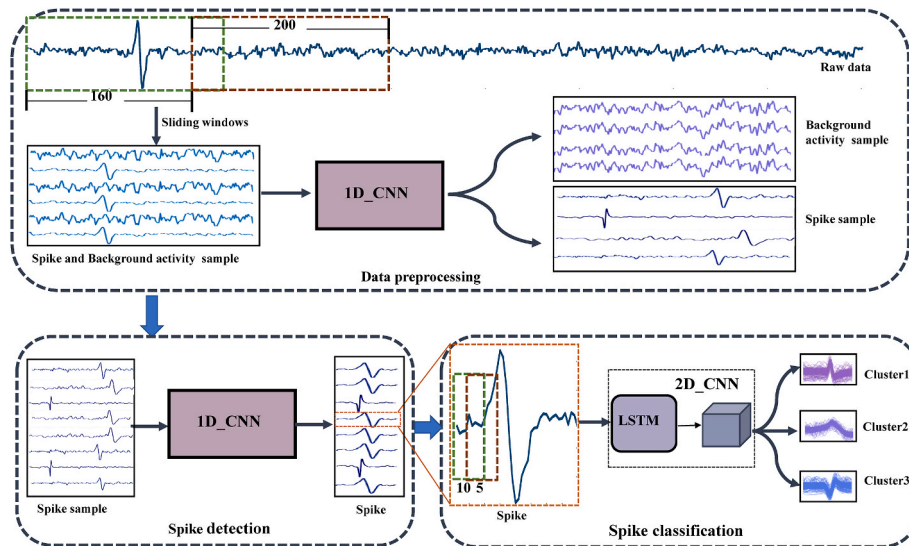 200
Raw data
160
Sliding windows
Background
activity sample
1D_CNN
Spike sample
Spike and Background activity sample
Data preprocessing
2D_CNN
Cluster1
1D_CNN
LSTM
Cluster2
10 5
Cluster3
Spike sample
Spike
Spike
Spike detection
Spike classification